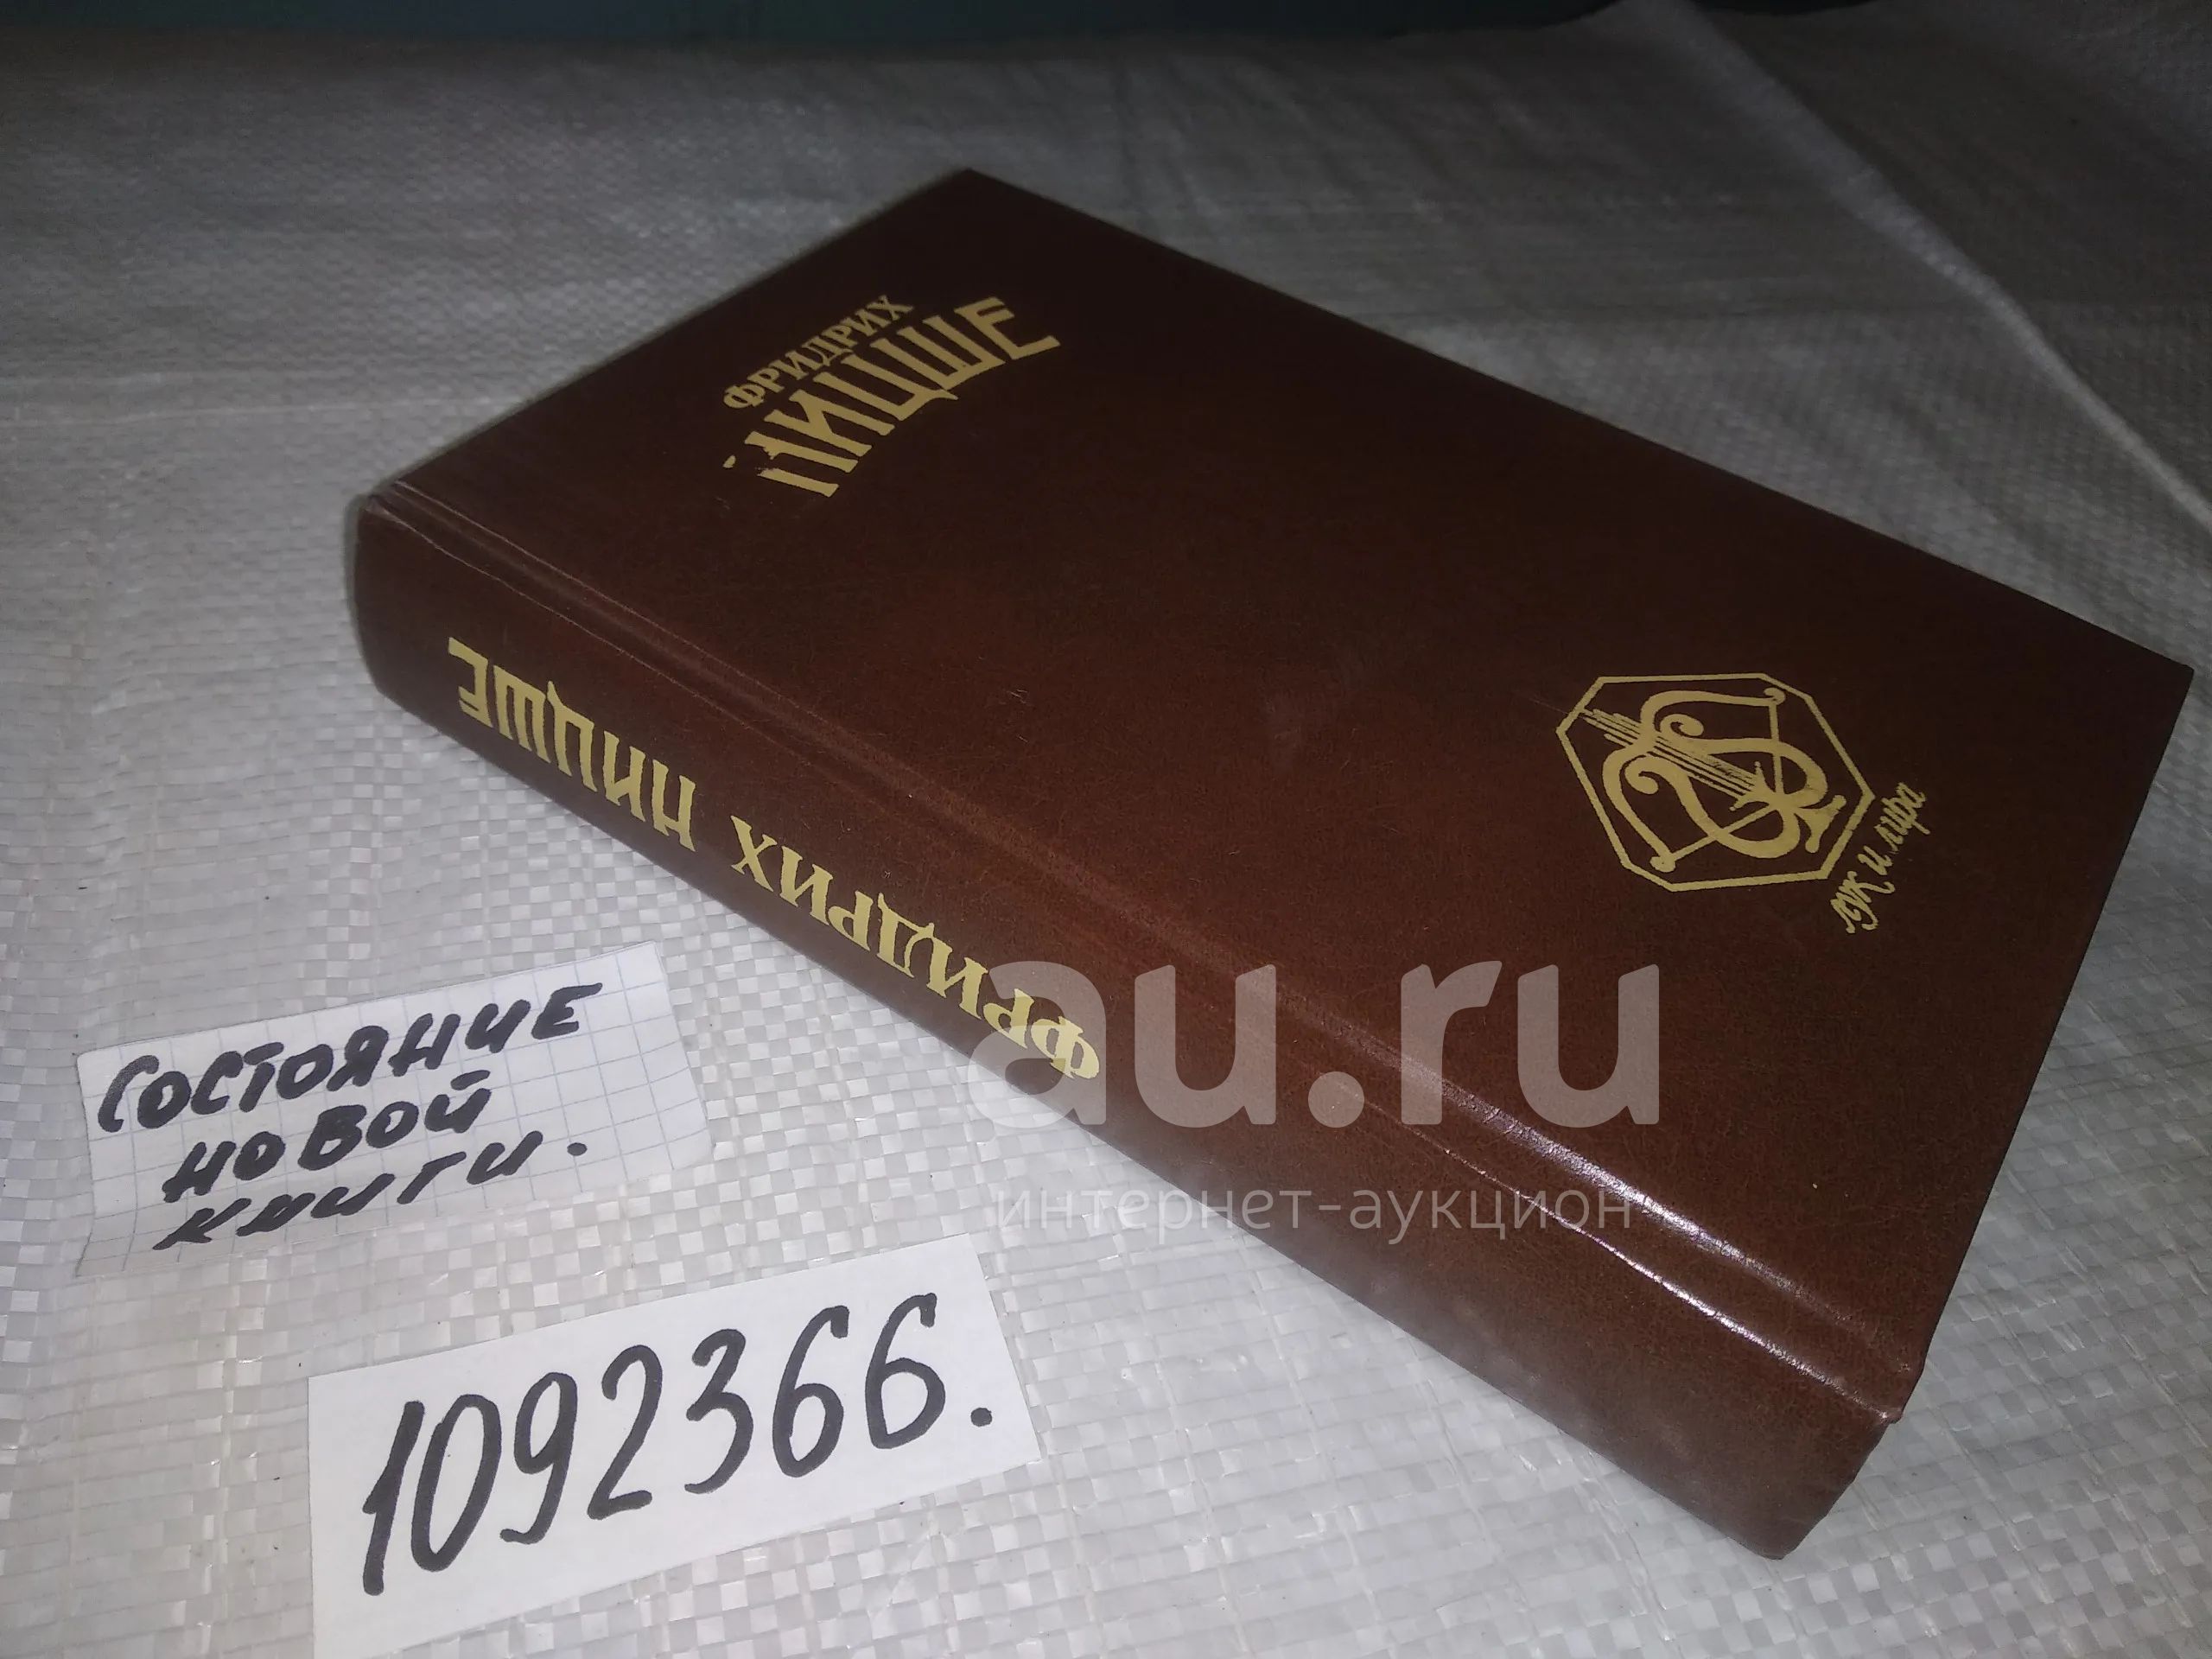 ФРИДРИХ
НИЦШЕ
лук и лира
ФРИДРИХ НИЦШЕ
au.ru
интернет-аукцион
СОСТОЯНИЕ
НОВОЙ
КНИГИ.
1092366.